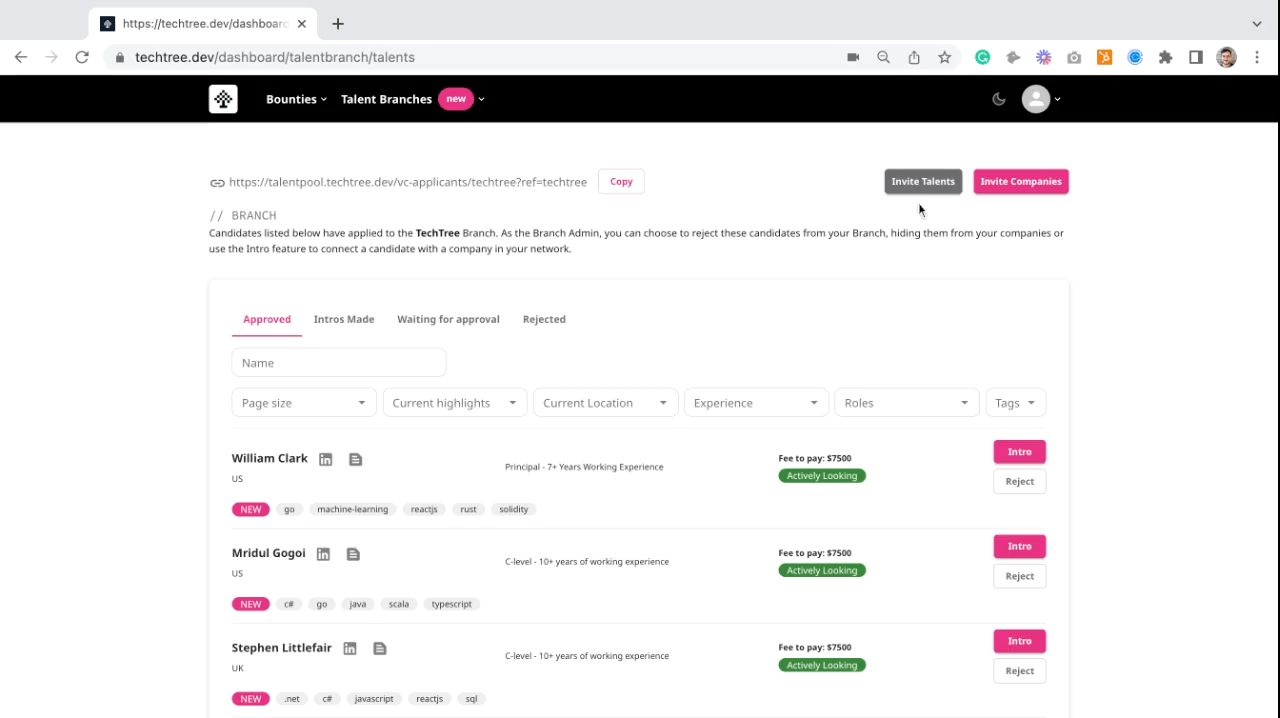 https://techtree.dev/dashboard
techtree.dev/dashboard/talentbranch/talents
Bounties Talent Branches new
https://talentpool.techtree.dev/vc-applicants/techtree?ref=techtree Copy Invite Talents Invite Companies
// BRANCH
Candidates listed below have applied to the TechTree Branch. As the Branch Admin, you can choose to reject these candidates from your Branch, hiding them from your companies or
use the Intro feature to connect a candidate with a company in your network.
Approved Intros Made Waiting for approval Rejected
Name
Page size Current highlights Current Location Experience Roles Tags
William Clark in Principal - 7+ Years Working Experience Fee to pay: $7500 Intro
US Actively Looking Reject
NEW go machine-learning reactjs rust solidity
Mridul Gogoi in C-level - 10+ years of working experience Fee to pay: $7500 Intro
US Actively Looking Reject
NEW c# go java scala typescript
Stephen Littlefair in C-level - 10+ years of working experience Fee to pay: $7500 Intro
UK Actively Looking Reject
NEW .net c# javascript reactjs sql